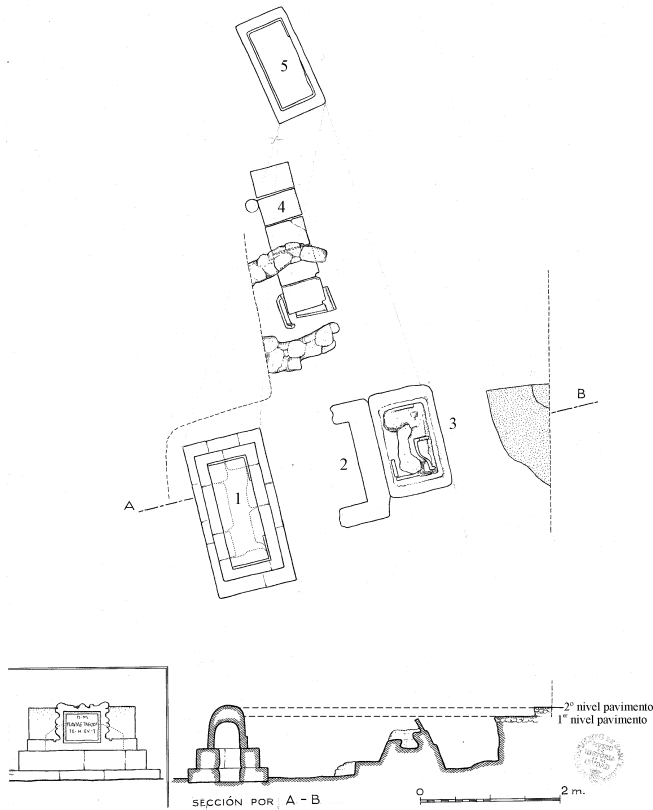 5
4
3
B
2
1
A
D. M.
2º nivel pavimento
1er nivel pavimento
SECCIÓN POR A - B
0
2 m.